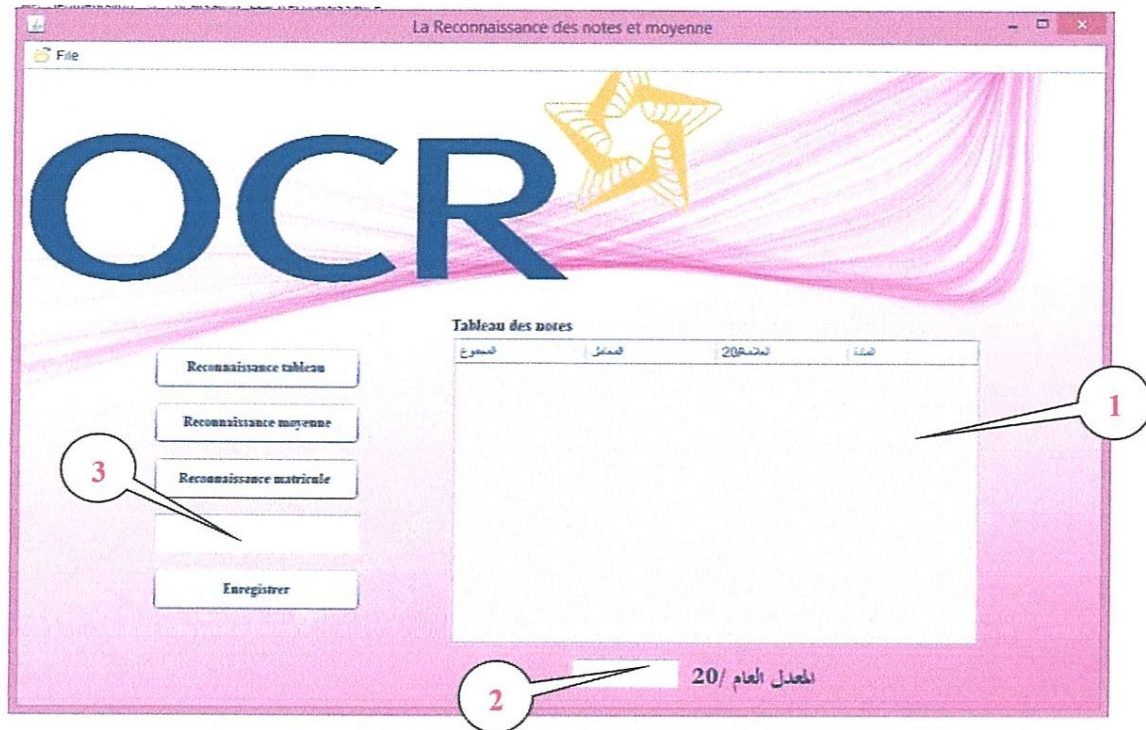 La Reconnaissance des notes et moyenne
File
OCR
Tableau des notes
المجموع المعامل العلامة/20 المادة
Reconnaissance tableau
1
Reconnaissance moyenne
3
Reconnaissance matricule
Enregistrer
2
المعدل العام /20